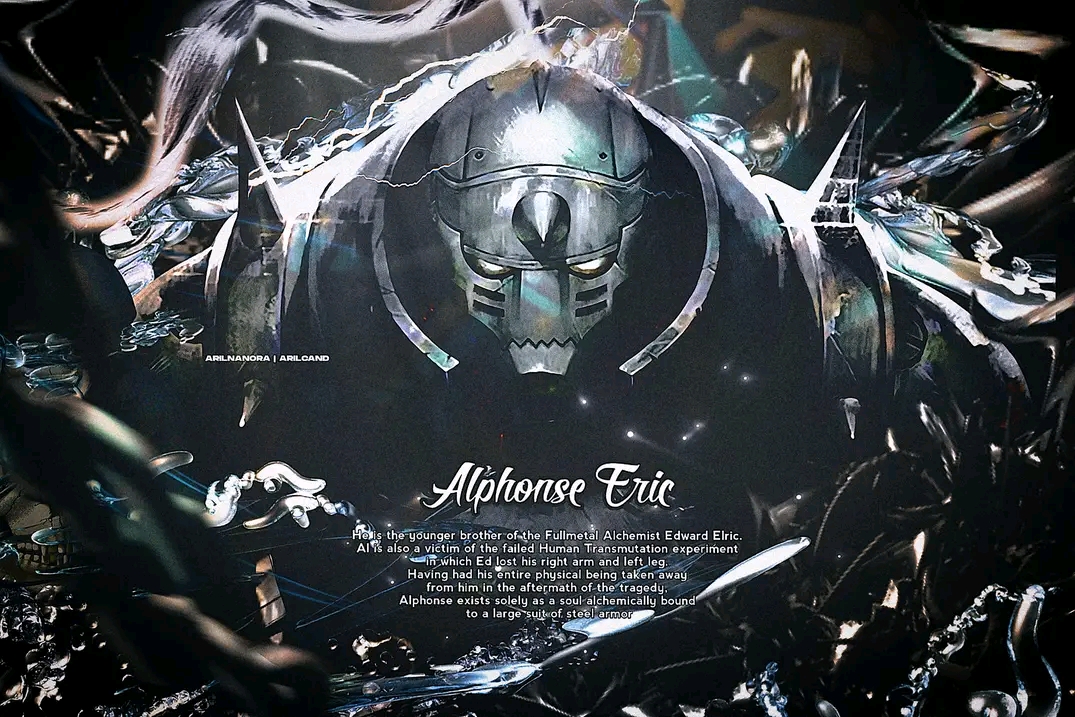 ARILNANORA | ARILCAND
Alphonse Eric
He is the younger brother of the Fullmetal Alchemist Edward Elric.
Al is also a victim of the failed Human Transmutation experiment
in which Ed lost his right arm and left leg.
Having had his entire physical being taken away
from him in the aftermath of the tragedy,
Alphonse exists solely as a soul alchemically bound
to a large suit of steel armor